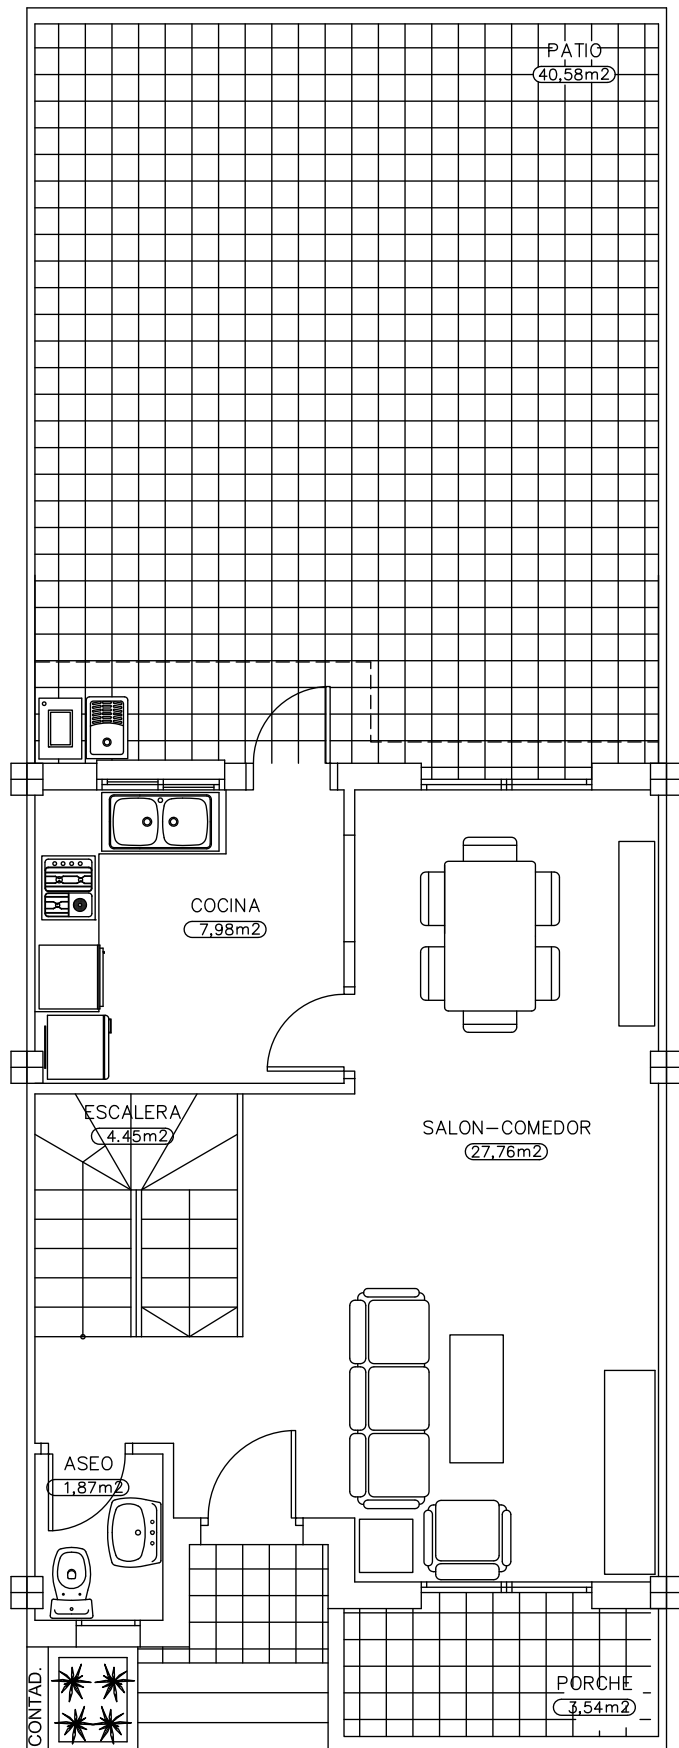 PATIO
40,58m2
COCINA
7,98m2
ESCALERA
4.45m2
SALON-COMEDOR
27,76m2
ASEO
1,87m2
PORCHE
3,54m2
CONTAD.